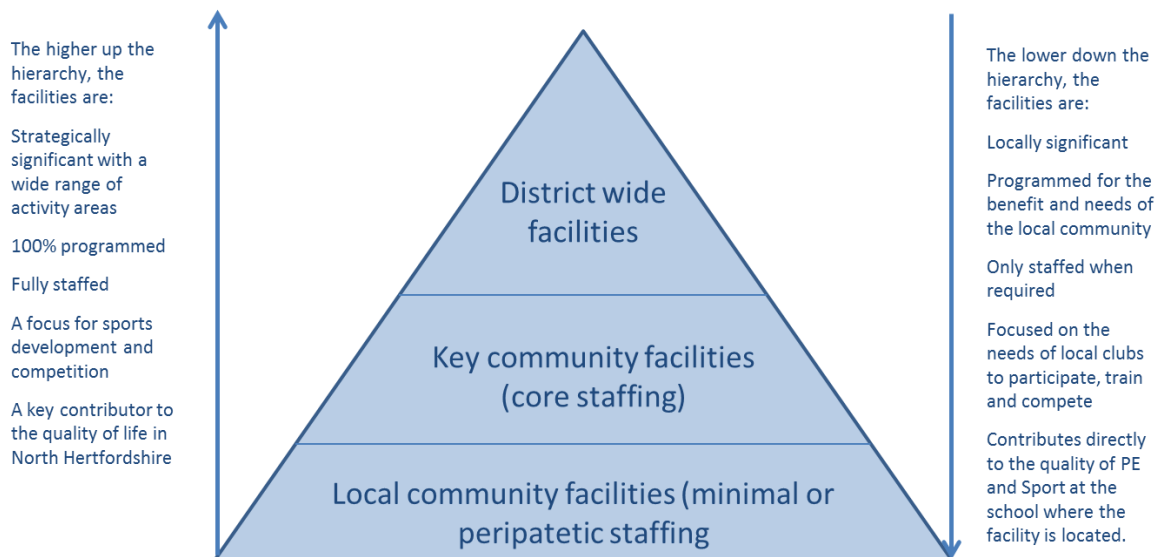 The higher up the
hierarchy, the
facilities are:
Strategically
significant with a
wide range of
activity areas
100% programmed
Fully staffed
A focus for sports
development and
competition
A key contributor to
the quality of life in
North Hertfordshire
District wide
facilities
Key community facilities
(core staffing)
Local community facilities (minimal or
peripatetic staffing
The lower down the
hierarchy, the
facilities are:
Locally significant
Programmed for the
benefit and needs of
the local community
Only staffed when
required
Focused on the
needs of local clubs
to participate, train
and compete
Contributes directly
to the quality of PE
and Sport at the
school where the
facility is located.